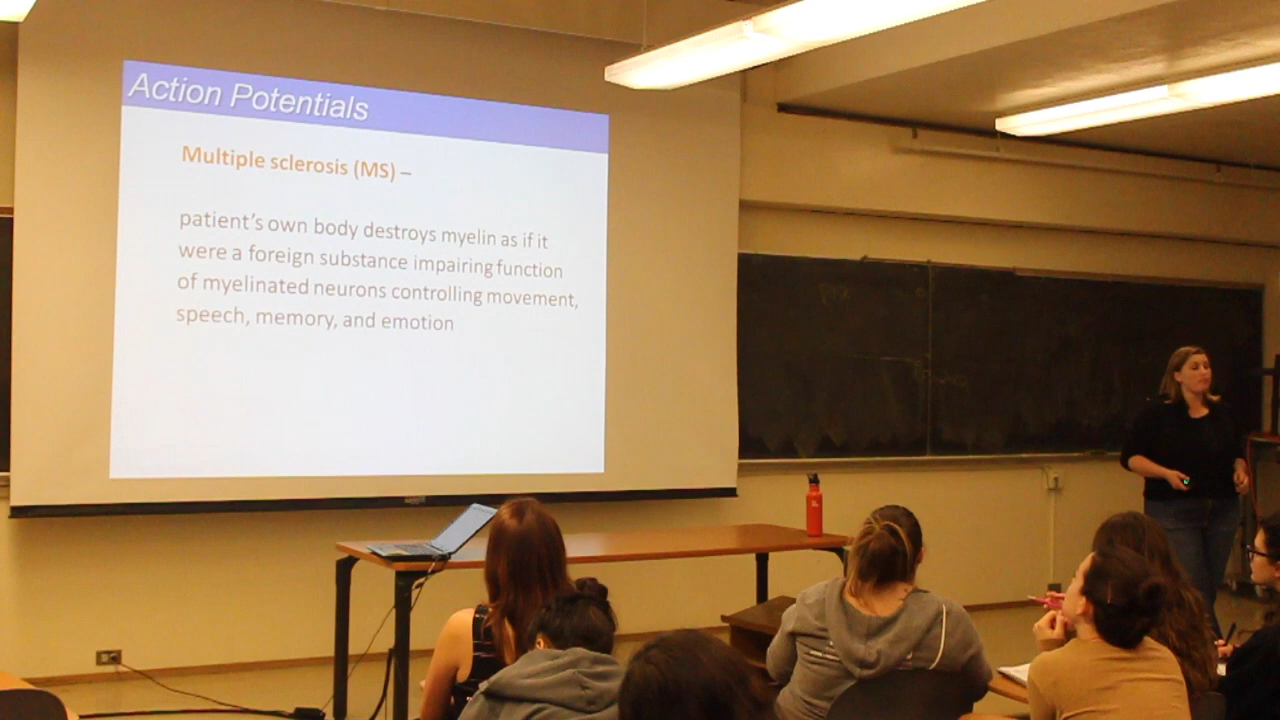 Action Potentials
Multiple sclerosis (MS) –
patient's own body destroys myelin as if it
were a foreign substance impairing function
of myelinated neurons controlling movement,
speech, memory, and emotion